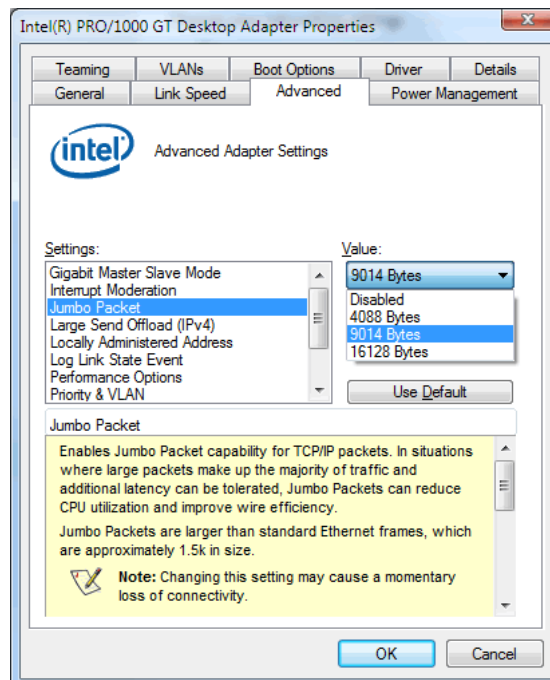 Intel(R) PRO/1000 GT Desktop Adapter Properties
Teaming VLANs Boot Options Driver Details
General Link Speed Advanced Power Management
intel
Advanced Adapter Settings
Settings:
Value:
Gigabit Master Slave Mode
Interrupt Moderation
Jumbo Packet
Large Send Offload (IPv4)
Locally Administered Address
Log Link State Event
Performance Options
Priority & VLAN
9014 Bytes
Disabled
4088 Bytes
9014 Bytes
16128 Bytes
Use Default
Jumbo Packet
Enables Jumbo Packet capability for TCP/IP packets. In situations
where large packets make up the majority of traffic and
additional latency can be tolerated, Jumbo Packets can reduce
CPU utilization and improve wire efficiency.
Jumbo Packets are larger than standard Ethernet frames, which
are approximately 1.5k in size.
Note: Changing this setting may cause a momentary
loss of connectivity.
OK Cancel